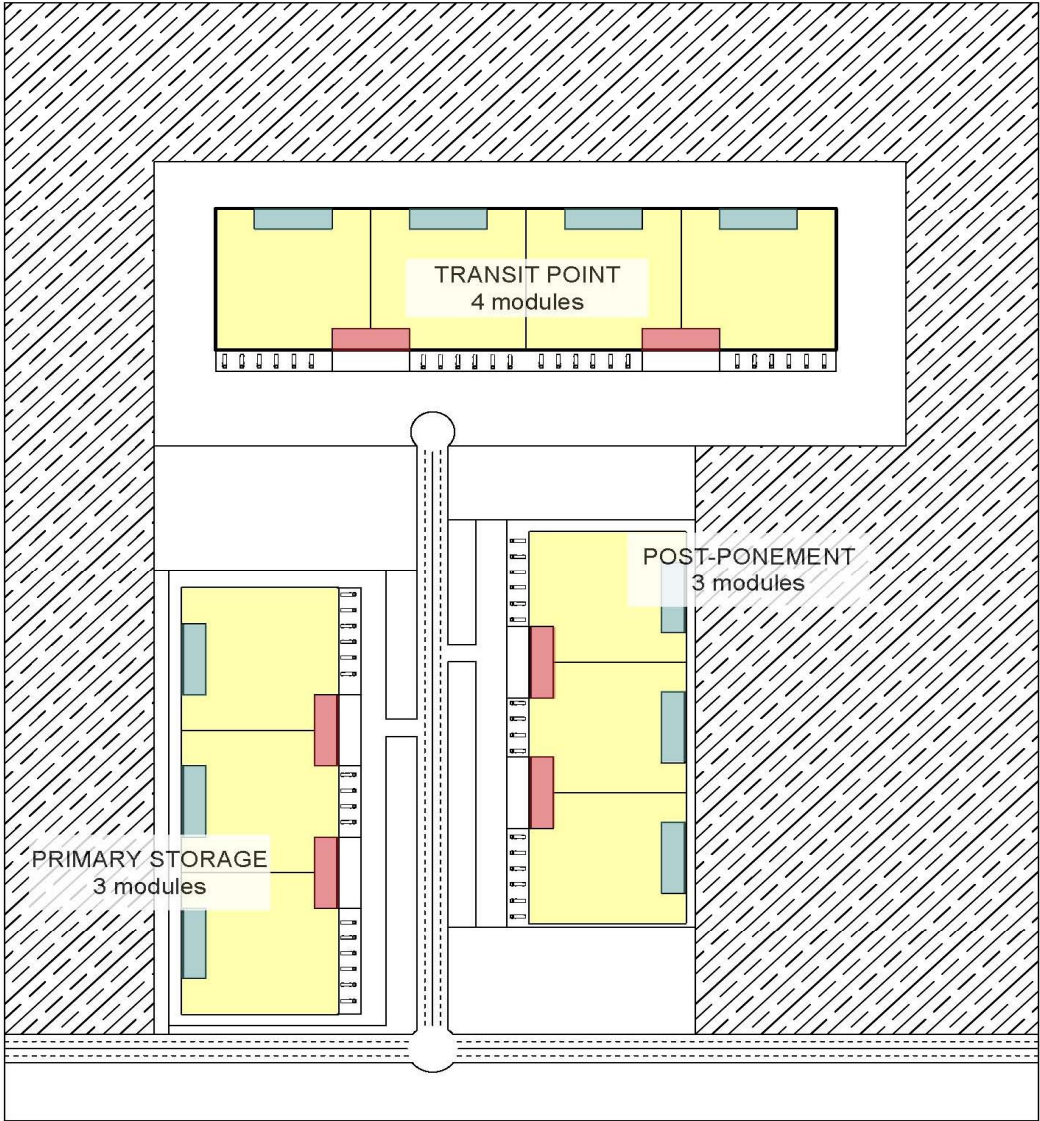 TRANSIT POINT
4 modules
POST-PONEMENT
3 modules
PRIMARY STORAGE
3 modules